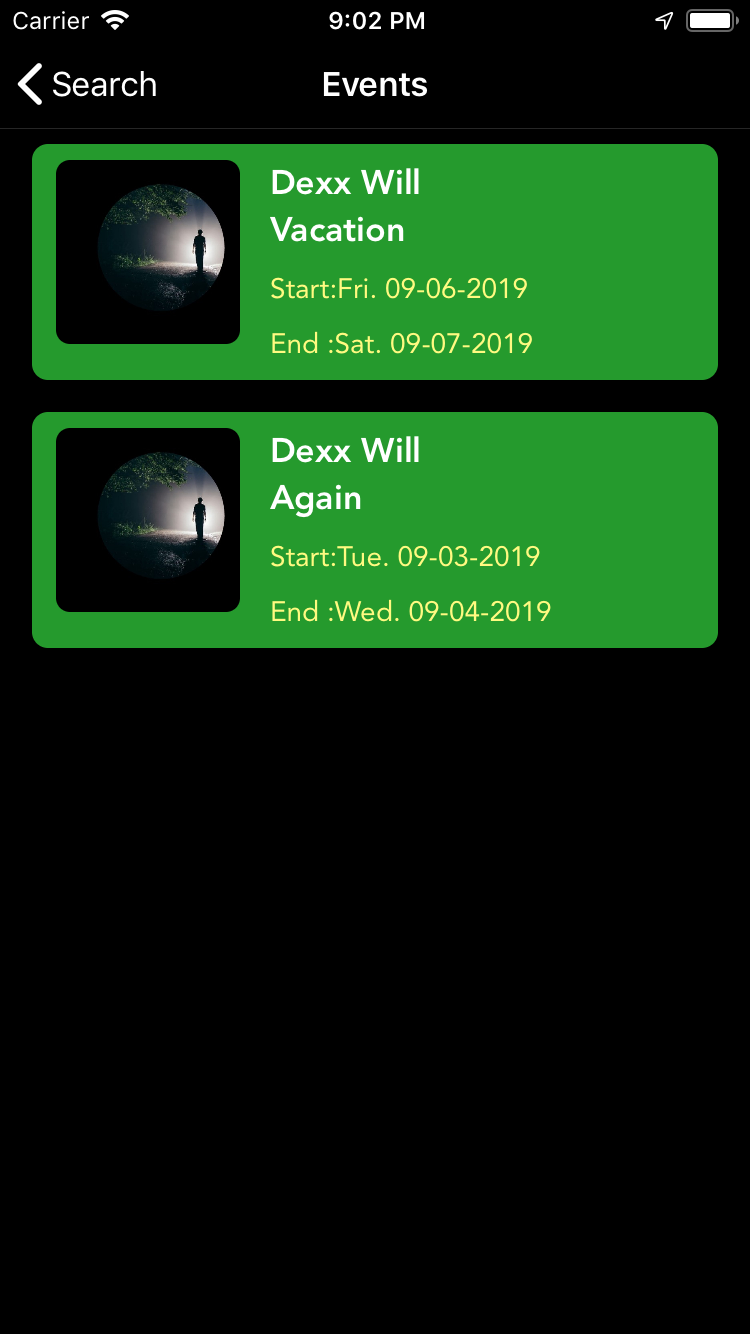 Carrier 9:02 PM
Search Events
Dexx Will
Vacation
Start:Fri. 09-06-2019
End :Sat. 09-07-2019
Dexx Will
Again
Start:Tue. 09-03-2019
End :Wed. 09-04-2019